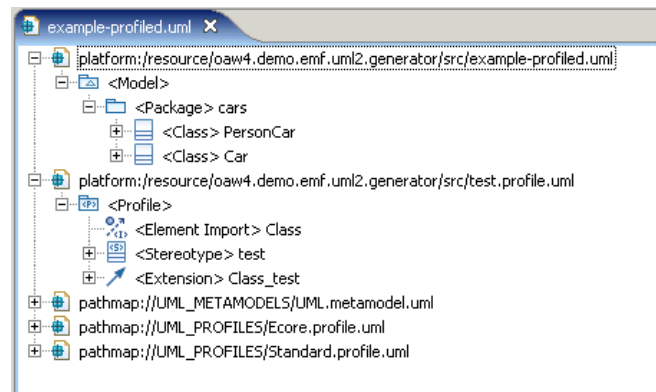 example-profiled.uml
platform:/resource/oaw4.demo.emf.uml2.generator/src/example-profiled.uml
<Model>
<Package> cars
<Class> PersonCar
<Class> Car
platform:/resource/oaw4.demo.emf.uml2.generator/src/test.profile.uml
<Profile>
<Element Import> Class
<Stereotype> test
<Extension> Class_test
pathmap://UML_METAMODELS/UML.metamodel.uml
pathmap://UML_PROFILES/Ecore.profile.uml
pathmap://UML_PROFILES/Standard.profile.uml